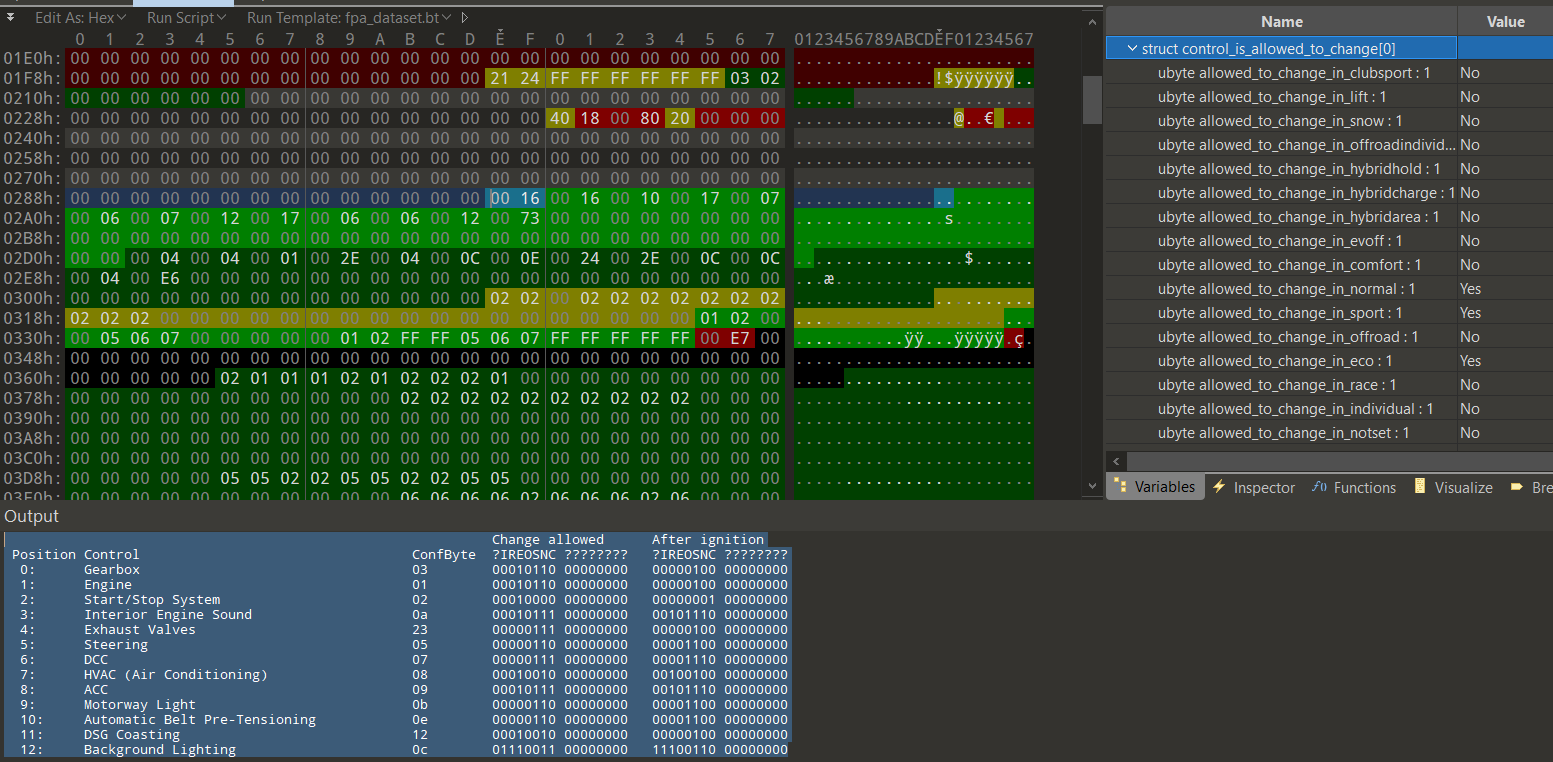 Edit As: Hex Run Script Run Template: fpa_dataset.bt
0 1 2 3 4 5 6 7 8 9 A B C D Ě F 0 1 2 3 4 5 6 7 0123456789ABCDĚF01234567
01E0h: 00 00 00 00 00 00 00 00 00 00 00 00 00 00 00 00 00 00 00 00 00 00 00 00 ........................
01F8h: 00 00 00 00 00 00 00 00 00 00 00 00 00 00 21 24 FF FF FF FF FF FF 03 02 ..............!$ÿÿÿÿÿÿ..
0210h: 00 00 00 00 00 00 00 00 00 00 00 00 00 00 00 00 00 00 00 00 00 00 00 00 ........................
0228h: 00 00 00 00 00 00 00 00 00 00 00 00 00 00 00 00 40 18 00 80 20 00 00 00 ................@..€ ...
0240h: 00 00 00 00 00 00 00 00 00 00 00 00 00 00 00 00 00 00 00 00 00 00 00 00 ........................
0258h: 00 00 00 00 00 00 00 00 00 00 00 00 00 00 00 00 00 00 00 00 00 00 00 00 ........................
0270h: 00 00 00 00 00 00 00 00 00 00 00 00 00 00 00 00 00 00 00 00 00 00 00 00 ........................
0288h: 00 00 00 00 00 00 00 00 00 00 00 00 00 00 00 16 00 16 00 10 00 17 00 07 ........................
02A0h: 00 06 00 07 00 12 00 17 00 06 00 06 00 12 00 73 00 00 00 00 00 00 00 00 ...............s........
02B8h: 00 00 00 00 00 00 00 00 00 00 00 00 00 00 00 00 00 00 00 00 00 00 00 00 ........................
02D0h: 00 00 00 04 00 04 00 01 00 2E 00 04 00 0C 00 0E 00 24 00 2E 00 0C 00 0C .................$......
02E8h: 00 04 00 E6 00 00 00 00 00 00 00 00 00 00 00 00 00 00 00 00 00 00 00 00 ...æ....................
0300h: 00 00 00 00 00 00 00 00 00 00 00 00 00 00 02 02 00 02 02 02 02 02 02 02 ........................
0318h: 02 02 02 00 00 00 00 00 00 00 00 00 00 00 00 00 00 00 00 00 00 01 02 00 ........................
0330h: 00 05 06 07 00 00 00 00 00 01 02 FF FF 05 06 07 FF FF FF FF FF 00 E7 00 ...........ÿÿ...ÿÿÿÿÿ.ç.
0348h: 00 00 00 00 00 00 00 00 00 00 00 00 00 00 00 00 00 00 00 00 00 00 00 00 ........................
0360h: 00 00 00 00 00 02 01 01 01 02 01 02 02 02 01 00 00 00 00 00 00 00 00 00 ........................
0378h: 00 00 00 00 00 00 00 00 00 00 00 02 02 02 02 02 02 02 02 02 02 00 00 00 ........................
0390h: 00 00 00 00 00 00 00 00 00 00 00 00 00 00 00 00 00 00 00 00 00 00 00 00 ........................
03A8h: 00 00 00 00 00 00 00 00 00 00 00 00 00 00 00 00 00 00 00 00 00 00 00 00 ........................
03C0h: 00 00 00 00 00 00 00 00 00 00 00 00 00 00 00 00 00 00 00 00 00 00 00 00 ........................
03D8h: 00 00 00 00 00 05 05 02 02 05 05 02 02 05 05 00 00 00 00 00 00 00 00 00 ........................
Name Value
struct control_is_allowed_to_change[0]
ubyte allowed_to_change_in_clubsport : 1 No
ubyte allowed_to_change_in_lift : 1 No
ubyte allowed_to_change_in_snow : 1 No
ubyte allowed_to_change_in_offroadindivid... No
ubyte allowed_to_change_in_hybridhold : 1 No
ubyte allowed_to_change_in_hybridcharge : 1 No
ubyte allowed_to_change_in_hybridarea : 1 No
ubyte allowed_to_change_in_evoff : 1 No
ubyte allowed_to_change_in_comfort : 1 No
ubyte allowed_to_change_in_normal : 1 Yes
ubyte allowed_to_change_in_sport : 1 Yes
ubyte allowed_to_change_in_offroad : 1 No
ubyte allowed_to_change_in_eco : 1 Yes
ubyte allowed_to_change_in_race : 1 No
ubyte allowed_to_change_in_individual : 1 No
ubyte allowed_to_change_in_notset : 1 No
Variables Inspector Functions Visualize Bre
Output
Change allowed After ignition
Position Control ConfByte ?IREOSNC ???????? ?IREOSNC ????????
0: Gearbox 03 00010110 00000000 00000100 00000000
1: Engine 01 00010110 00000000 00000100 00000000
2: Start/Stop System 02 00010000 00000000 00000001 00000000
3: Interior Engine Sound 0a 00010111 00000000 00101110 00000000
4: Exhaust Valves 23 00000111 00000000 00000100 00000000
5: Steering 05 00000110 00000000 00001100 00000000
6: DCC 07 00000111 00000000 00001110 00000000
7: HVAC (Air Conditioning) 08 00010010 00000000 00100100 00000000
8: ACC 09 00010111 00000000 00101110 00000000
9: Motorway Light 0b 00000110 00000000 00001100 00000000
10: Automatic Belt Pre-Tensioning 0e 00000110 00000000 00001100 00000000
11: DSG Coasting 12 00010010 00000000 00000100 00000000
12: Background Lighting 0c 01110011 00000000 11100110 00000000